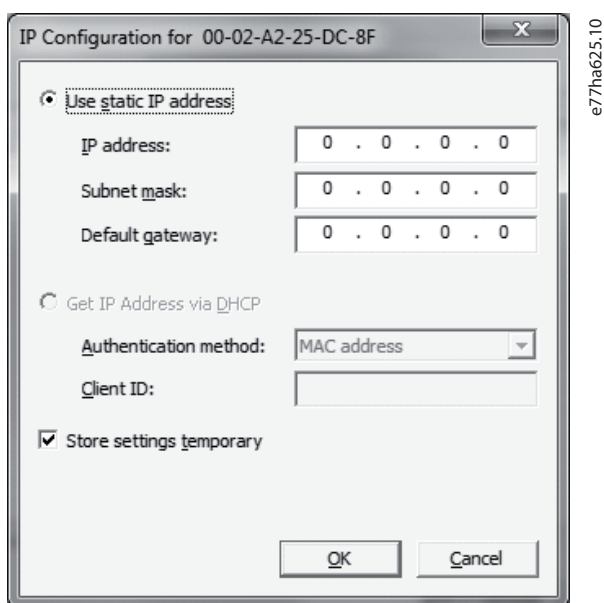 IP Configuration for 00-02-A2-25-DC-8F
x
e77ha625.10
Use static IP address
IP address: 0 . 0 . 0 . 0
Subnet mask: 0 . 0 . 0 . 0
Default gateway: 0 . 0 . 0 . 0
Get IP Address via DHCP
Authentication method: MAC address
Client ID:
Store settings temporary
OK Cancel